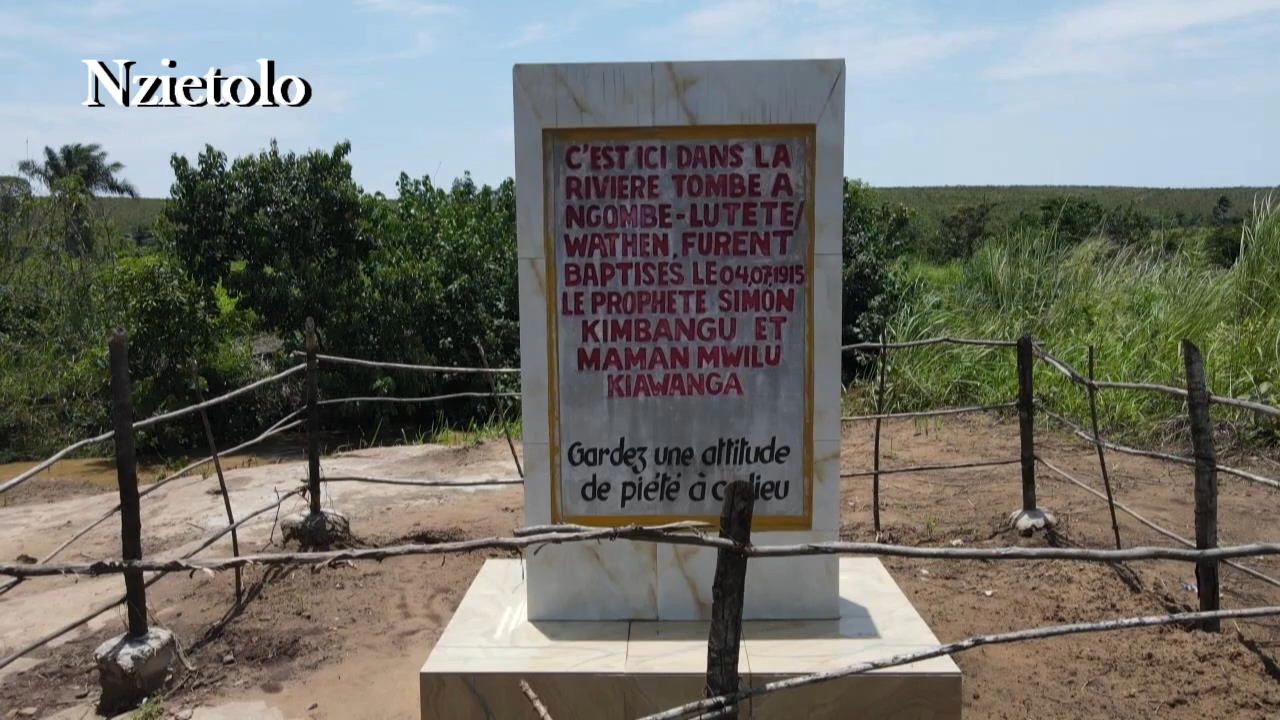 Nzietolo
C'EST ICI DANS LA
RIVIERE TOMBE A
NGOMBE-LUTETE/
WATHEN, FURENT
BAPTISES LE 04,07,1915
LE PROPHETE SIMON
KIMBANGU ET
MAMAN MWILU
KIAWANGA
Gardez une attitude
de piété à